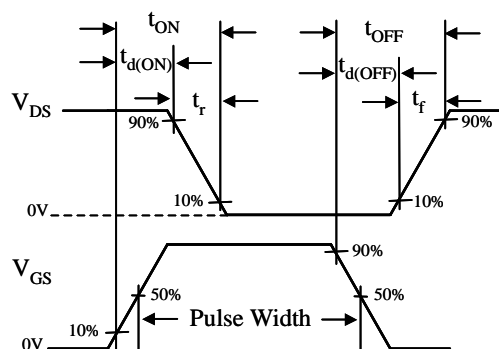 tON
tOFF
td(ON)
td(OFF)
VDS
tr
tf
90%
90%
10%
10%
0V
VGS
90%
50%
50%
10%
Pulse Width
0V